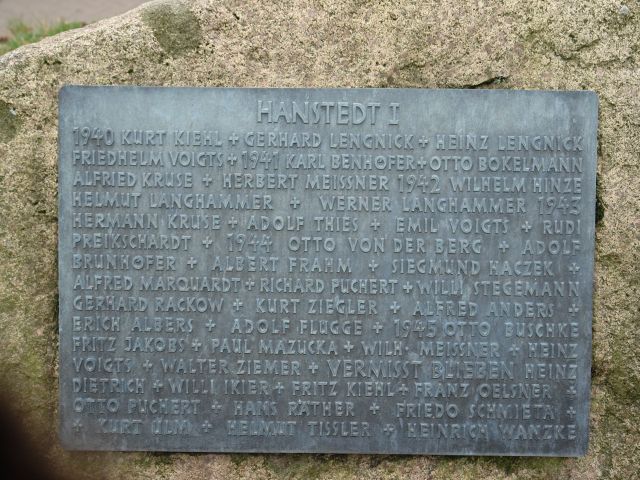 HANSTEDT I
1940 KURT KIEHL + GERHARD LENGNICK + HEINZ LENGNICK
FRIEDHELM VOIGTS + 1941 KARL BENHÖFER + OTTO BOKELMANN
ALFRIED KRUSE + HERBERT MEISSNER 1942 WILHELM HINZE
HELMUT LANGHAMMER + WERNER LANGHAMMER 1943
HERMANN KRUSE + ADOLF THIES + EMIL VOIGTS + RUDI
PREIKSCHARDT + 1944 OTTO VON DER BERG + ADOLF
BRUNHÖFER + ALBERT FRAHM + SIEGMUND HACZEK +
ALFRED MARQUARDT + RICHARD PUCHERT + WILLI STEGEMANN
GERHARD RACKOW + KURT ZIEGLER + ALFRED ANDERS +
ERICH ALBERS + ADOLF FLÜGGE + 1945 OTTO BUSCHKE
FRITZ JAKOBS + PAUL MAZUCKA + WILH. MEISSNER + HEINZ
VOIGTS + WALTER ZIEMER + VERMISST BLIEBEN HEINZ
DIETRICH + WILLI IKIER + FRITZ KIEHL + FRANZ OELSNER +
OTTO PUCHERT + HANS RÄTHER + FRIEDO SCHMIETA +
+ KURT ULM + HELMUT TISSLER + HEINRICH WANZKE